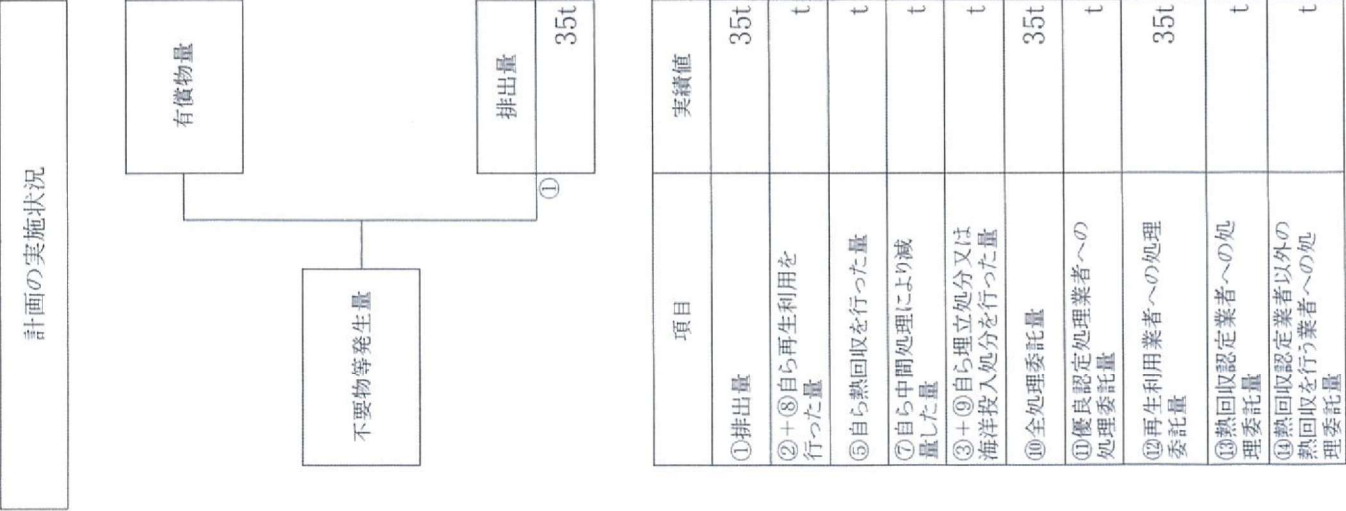 計画の実施状況
有償物量
不要物等発生量
排出量
①
35t
項目
実績値
①排出量
35t
②＋⑧自ら再生利用を
行った量
t
⑤自ら熱回収を行った量
t
⑦自ら中間処理により減
量した量
t
③＋⑨自ら埋立処分又は
海洋投入処分を行った量
t
⑩全処理委託量
35t
⑪優良認定処理業者への
処理委託量
t
⑫再生利用業者への処理
委託量
35t
⑬熱回収認定業者への処
理委託量
t
⑭熱回収認定業者以外の
熱回収を行う業者への処
理委託量
t